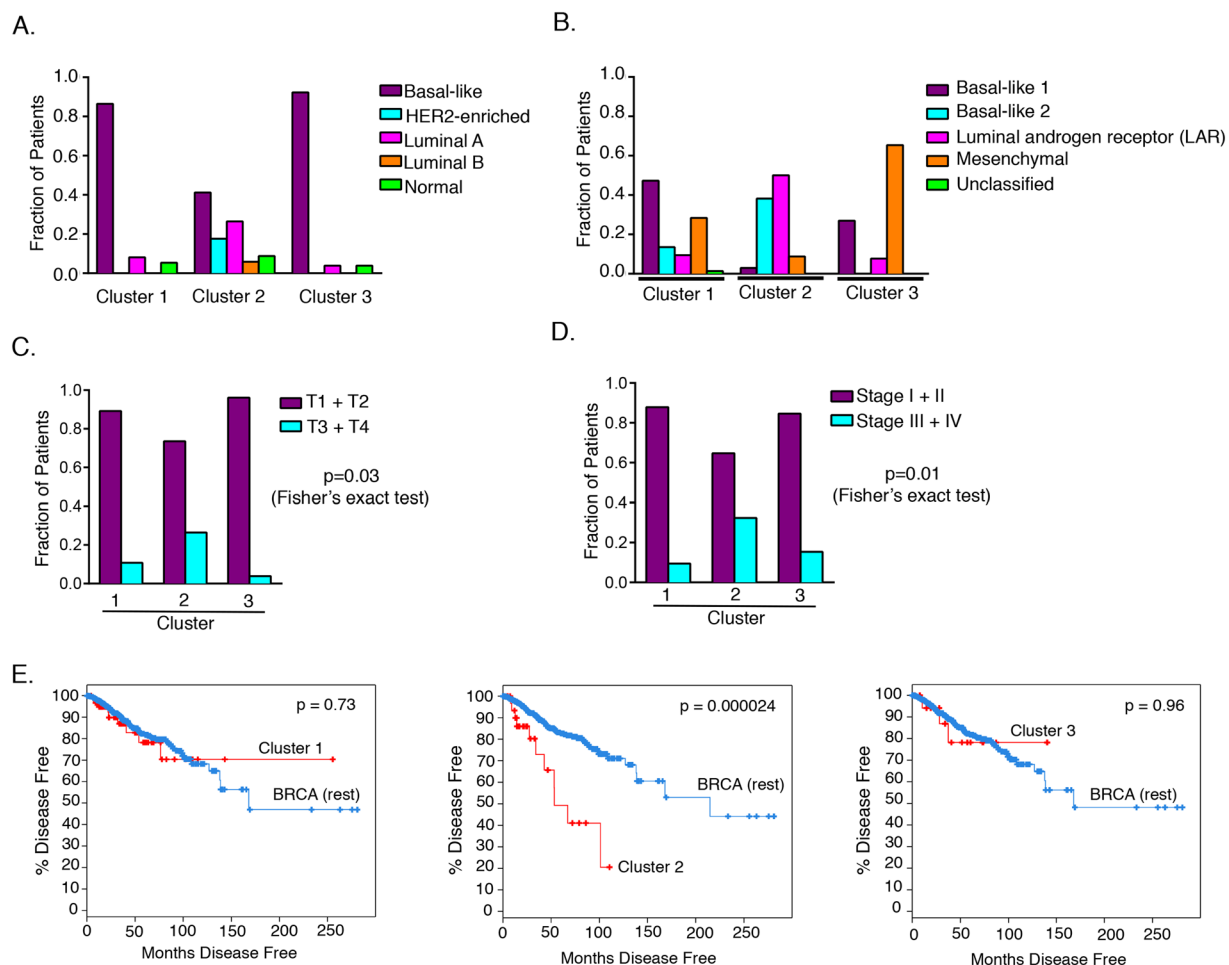 A.
Fraction of Patients
1.0
0.8
0.6
0.4
0.2
0.0
Cluster 1
Cluster 2
Cluster 3
Basal-like
HER2-enriched
Luminal A
Luminal B
Normal
B.
Fraction of Patients
1.0
0.8
0.6
0.4
0.2
0.0
Cluster 1
Cluster 2
Cluster 3
Basal-like 1
Basal-like 2
Luminal androgen receptor (LAR)
Mesenchymal
Unclassified
C.
Fraction of Patients
1.0
0.8
0.6
0.4
0.2
0.0
1 2 3
Cluster
T1 + T2
T3 + T4
p=0.03
(Fisher's exact test)
D.
Fraction of Patients
1.0
0.8
0.6
0.4
0.2
0.0
1 2 3
Cluster
Stage I + II
Stage III + IV
p=0.01
(Fisher's exact test)
E.
% Disease Free
100
90
80
70
60
50
40
30
20
10
0
0 50 100 150 200 250
Months Disease Free
p = 0.73
Cluster 1
BRCA (rest)
% Disease Free
100
90
80
70
60
50
40
30
20
10
0
0 50 100 150 200 250
Months Disease Free
p = 0.000024
BRCA (rest)
Cluster 2
% Disease Free
100
90
80
70
60
50
40
30
20
10
0
0 50 100 150 200 250
Months Disease Free
p = 0.96
Cluster 3
BRCA (rest)